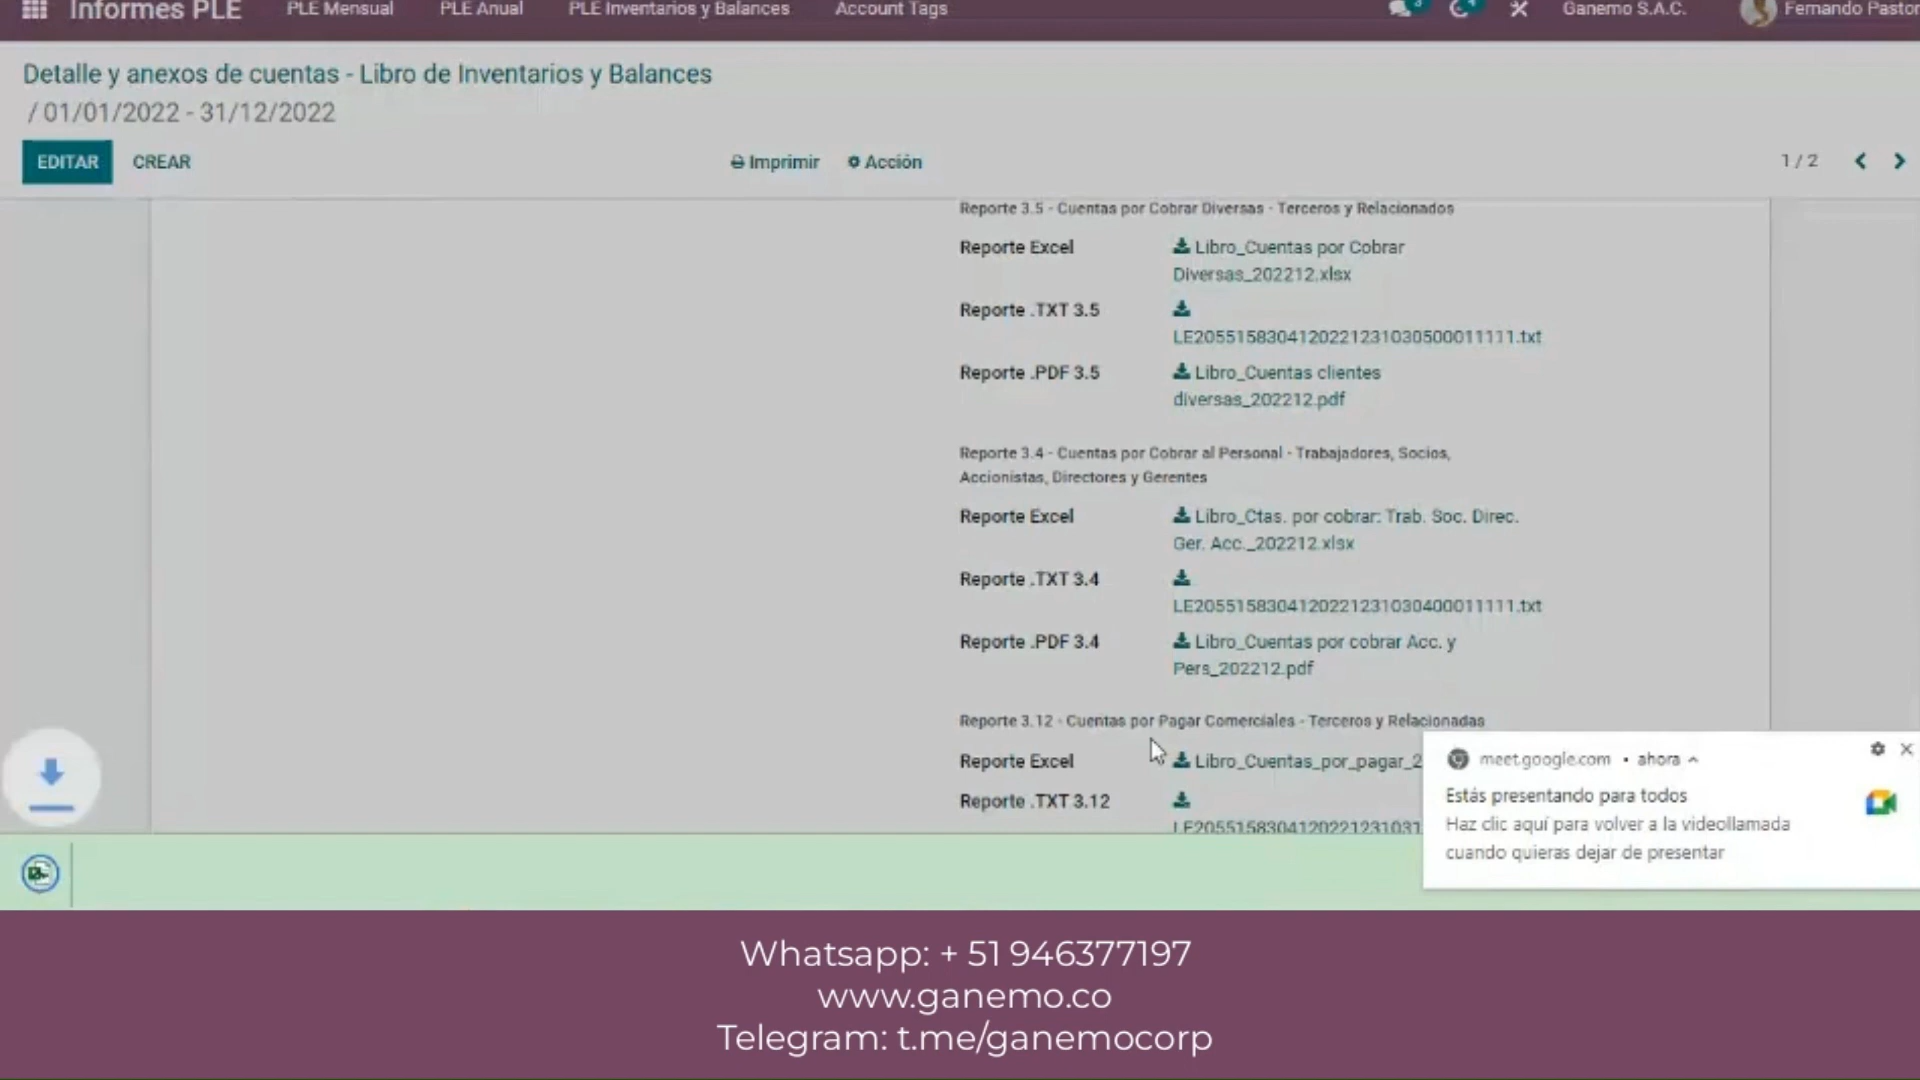 Informes PLE PLE Mensual PLE Anual PLE Inventarios y Balances Account Tags Ganemo S.A.C. Fernando Pastor
Detalle y anexos de cuentas - Libro de Inventarios y Balances
/ 01/01/2022 - 31/12/2022
EDITAR CREAR Imprimir Acción 1 / 2
Reporte 3.5 - Cuentas por Cobrar Diversas - Terceros y Relacionados
Reporte Excel Libro_Cuentas por Cobrar
Diversas_202212.xlsx
Reporte .TXT 3.5
LE20551583041202212310305000​11111.txt
Reporte .PDF 3.5 Libro_Cuentas clientes
diversas_202212.pdf
Reporte 3.4 - Cuentas por Cobrar al Personal - Trabajadores, Socios,
Accionistas, Directores y Gerentes
Reporte Excel Libro_Ctas. por cobrar: Trab. Soc. Direc.
Ger. Acc._202212.xlsx
Reporte .TXT 3.4
LE2055158304120221231030400011111.txt
Reporte .PDF 3.4 Libro_Cuentas por cobrar Acc. y
Pers_202212.pdf
Reporte 3.12 - Cuentas por Pagar Comerciales - Terceros y Relacionadas
Reporte Excel Libro_Cuentas_por_pagar_2
Reporte .TXT 3.12
LE2055158304120221231031
meet.google.com • ahora
Estás presentando para todos
Haz clic aquí para volver a la videollamada
cuando quieras dejar de presentar
Whatsapp: + 51 946377197
www.ganemo.co
Telegram: t.me/ganemocorp